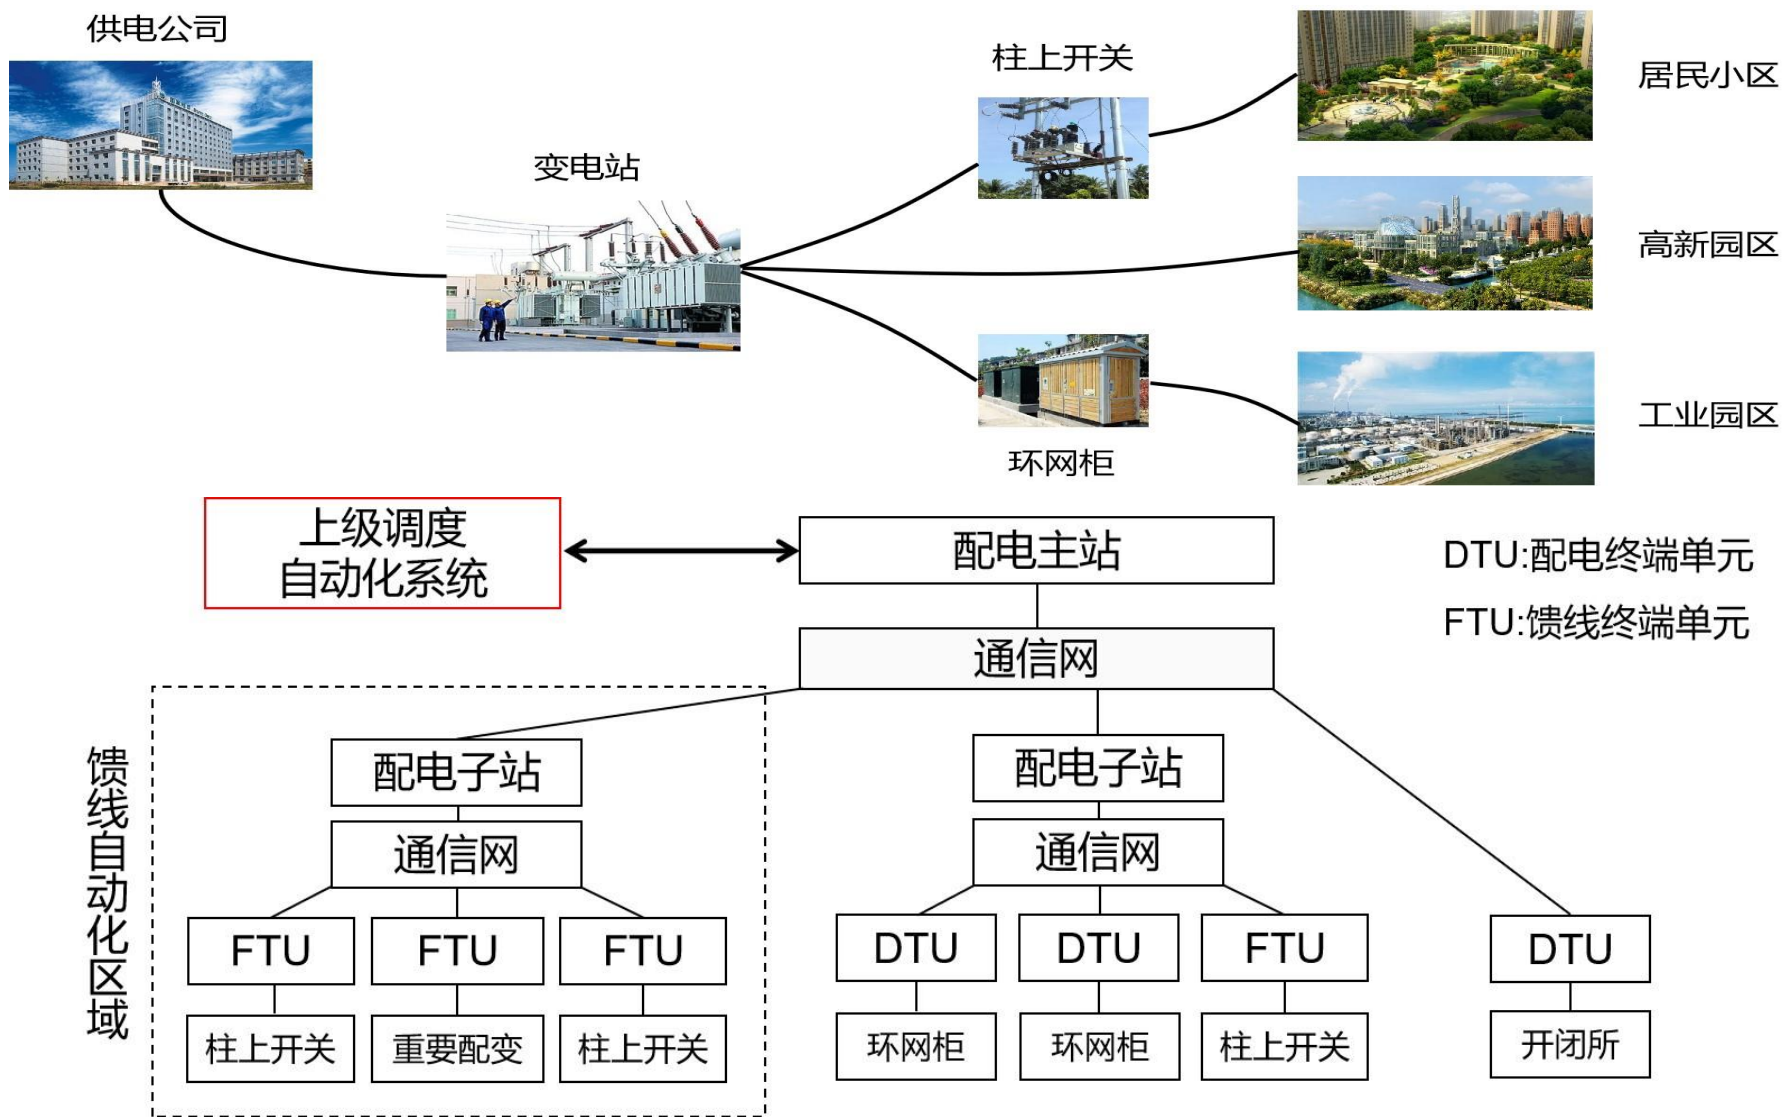 供电公司
变电站
柱上开关
环网柜
居民小区
高新园区
工业园区
上级调度
自动化系统
配电主站
DTU:配电终端单元
FTU:馈线终端单元
通信网
馈线自动化区域
配电子站
通信网
FTU
FTU
FTU
柱上开关
重要配变
柱上开关
配电子站
通信网
DTU
DTU
FTU
环网柜
环网柜
柱上开关
DTU
开闭所